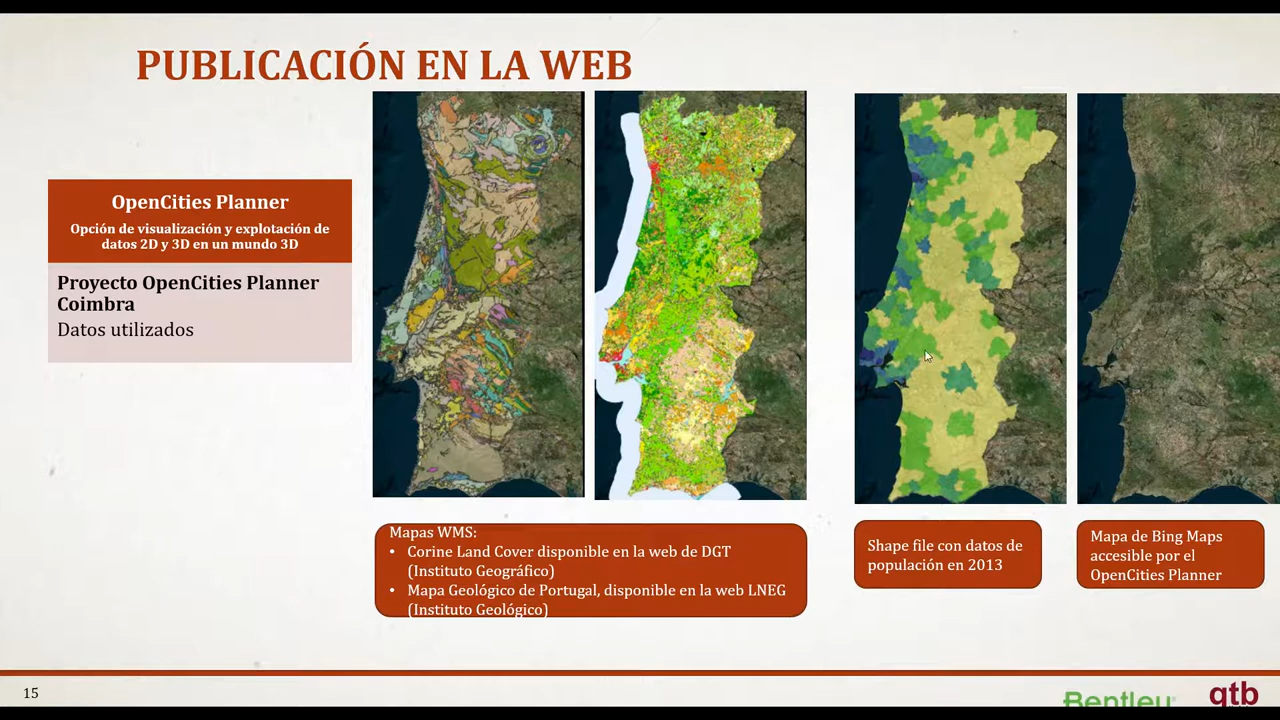 PUBLICACIÓN EN LA WEB
OpenCities Planner
Opción de visualización y explotación de
datos 2D y 3D en un mundo 3D
Proyecto OpenCities Planner
Coimbra
Datos utilizados
Mapas WMS:
• Corine Land Cover disponible en la web de DGT
(Instituto Geográfico)
• Mapa Geológico de Portugal, disponible en la web LNEG
(Instituto Geológico)
Shape file con datos de
población en 2013
Mapa de Bing Maps
accesible por el
OpenCities Planner
15
Bentley
qtb